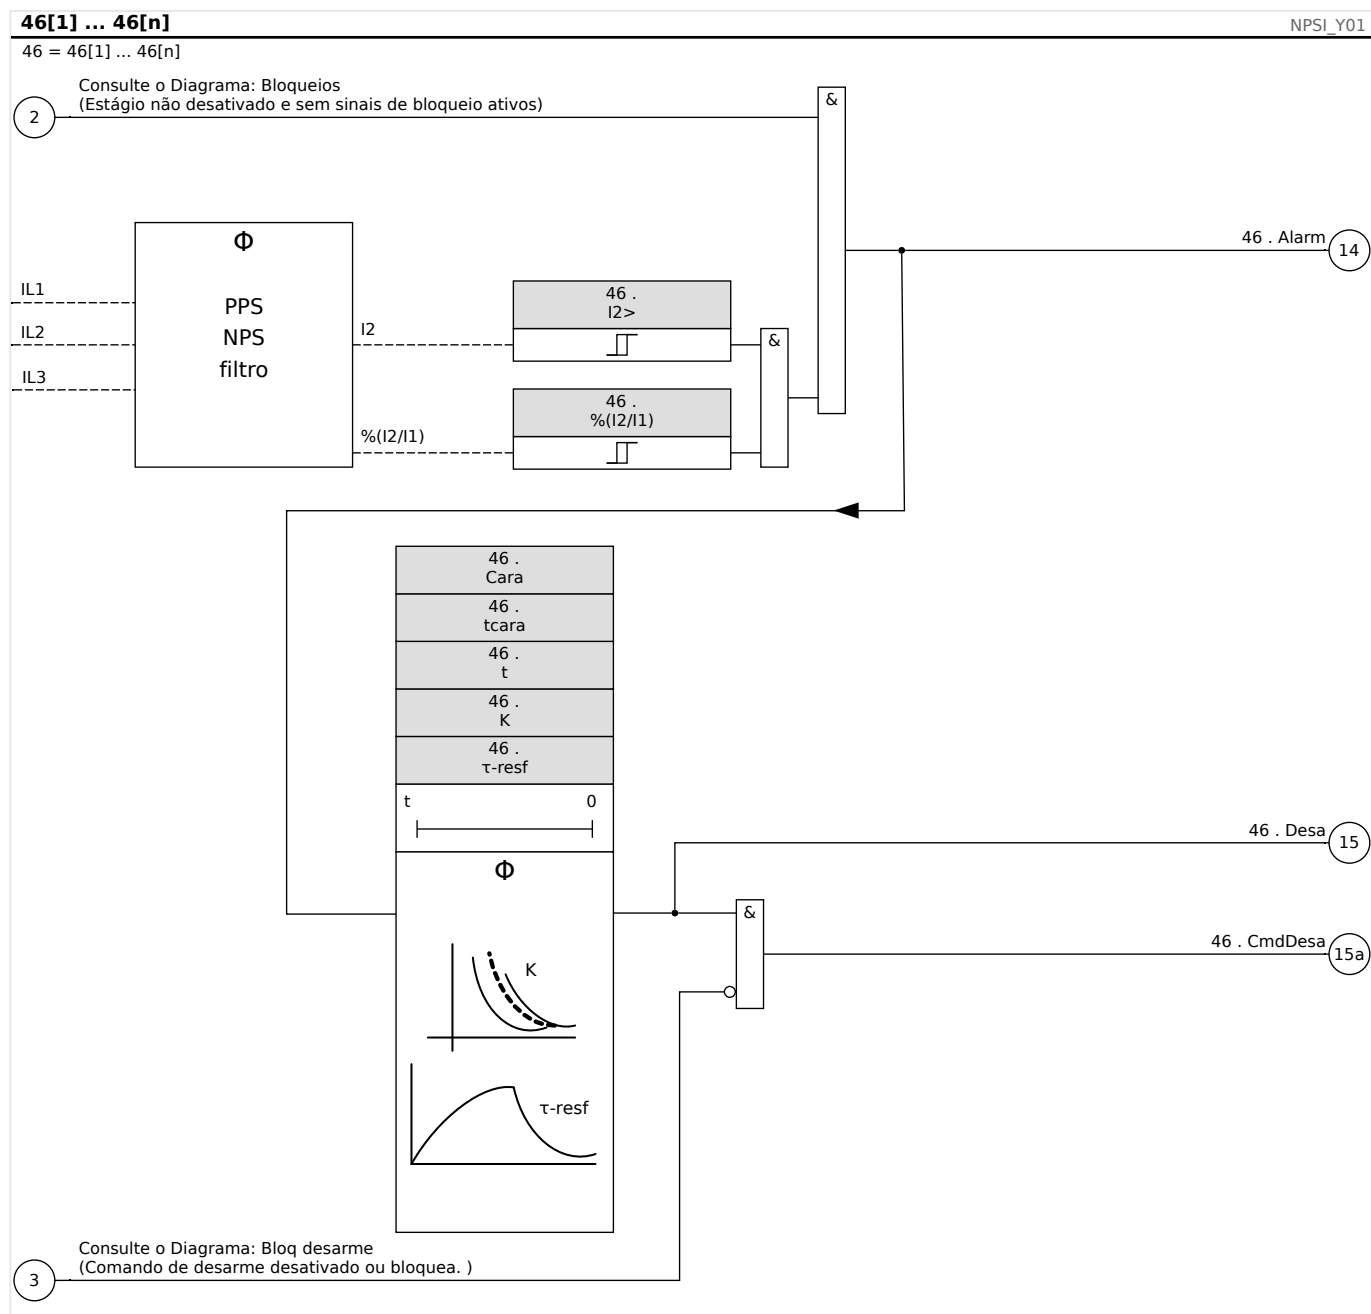 46[1] ... 46[n]
NPSI_Y01
46 = 46[1] ... 46[n]
Consulte o Diagrama: Bloqueios
(Estágio não desativado e sem sinais de bloqueio ativos)
2
&
Φ
PPS
NPS
filtro
IL1
IL2
IL3
I2
%(I2/I1)
46 .
I2>
46 .
%(I2/I1)
&
46 . Alarm
14
46 .
Cara
46 .
tcara
46 .
t
46 .
K
46 .
τ-resf
t 0
Φ
K
τ-resf
46 . Desa
15
&
46 . CmdDesa
15a
Consulte o Diagrama: Bloq desarme
(Comando de desarme desativado ou bloquea. )
3